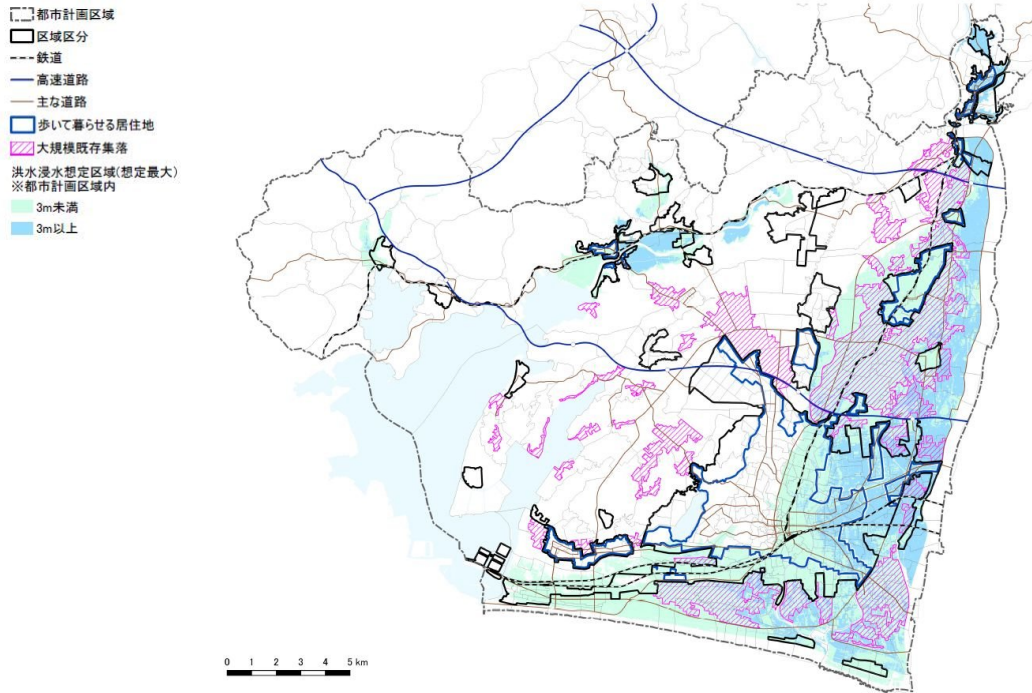 都市計画区域
区域区分
鉄道
高速道路
主な道路
歩いて暮らせる居住地
大規模既存集落
洪水浸水想定区域(想定最大)
※都市計画区域内
3m未満
3m以上
0 1 2 3 4 5 km